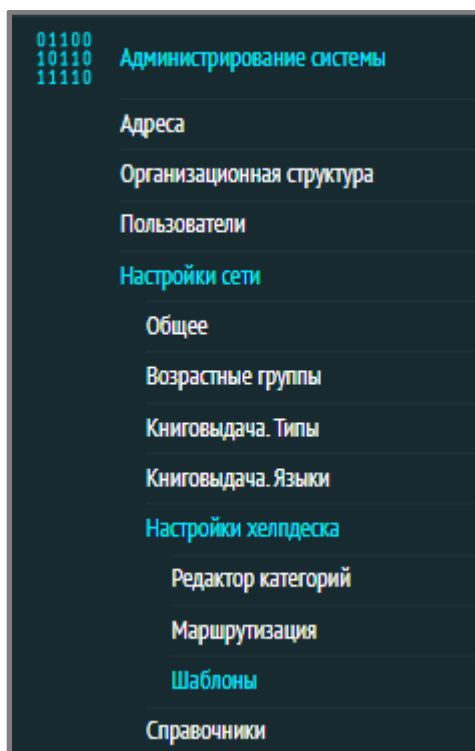 01100
10110
11110
Администрирование системы
Адреса
Организационная структура
Пользователи
Настройки сети
Общее
Возрастные группы
Книговыдача. Типы
Книговыдача. Языки
Настройки хелпдеска
Редактор категорий
Маршрутизация
Шаблоны
Справочники